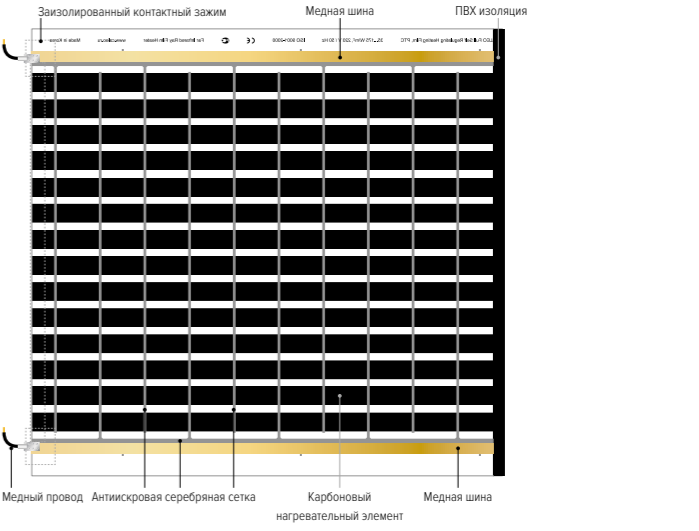 Заизолированный контактный зажим
Медная шина
ПВХ изоляция
Медный провод
Антиискровая серебряная сетка
Карбоновый
нагревательный элемент
Медная шина